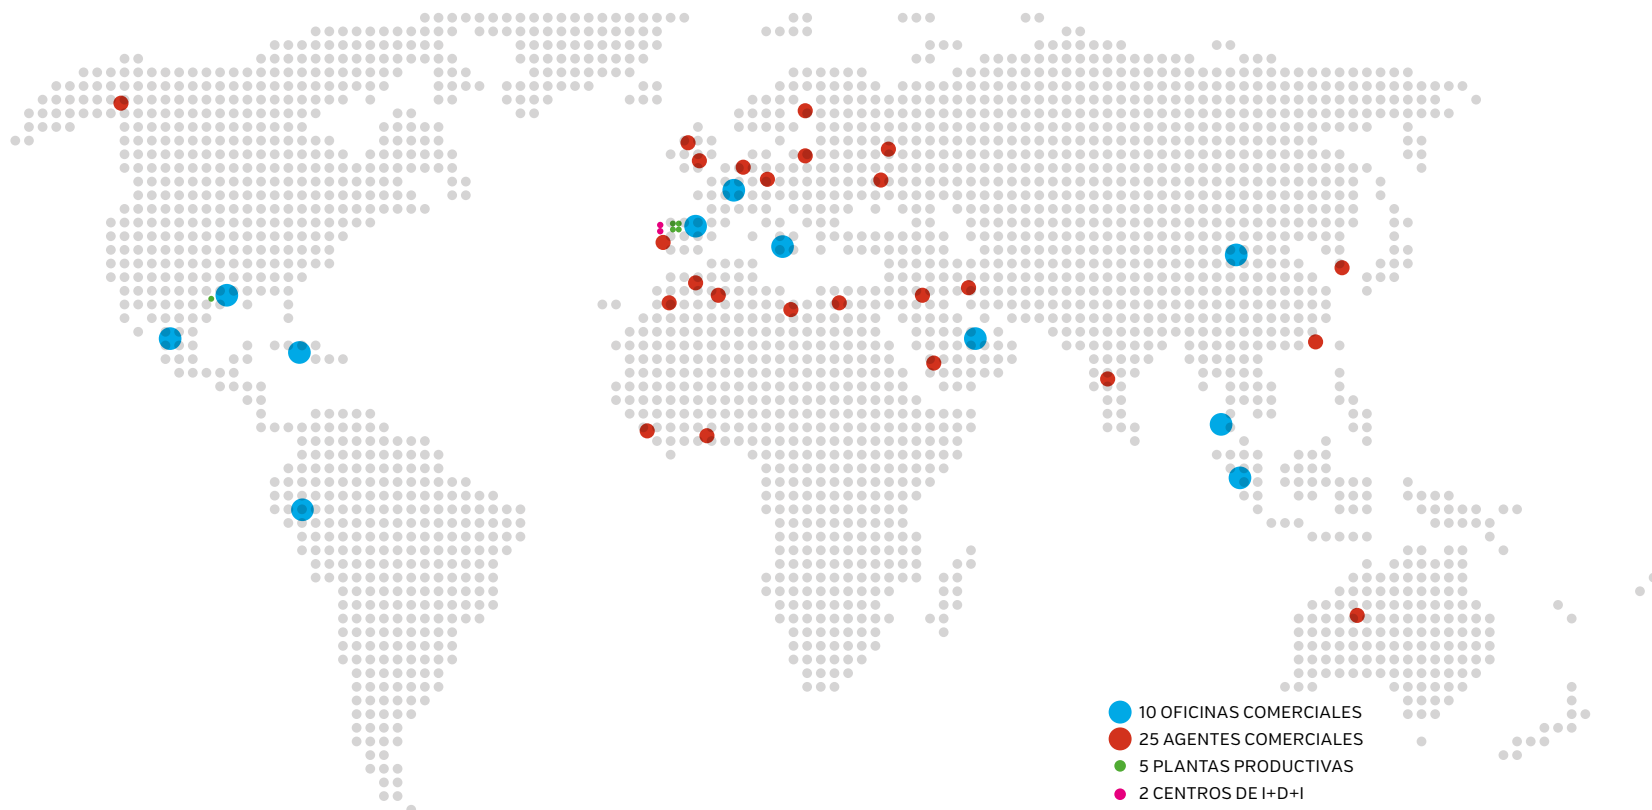 10 OFICINAS COMERCIALES
25 AGENTES COMERCIALES
5 PLANTAS PRODUCTIVAS
2 CENTROS DE I+D+I